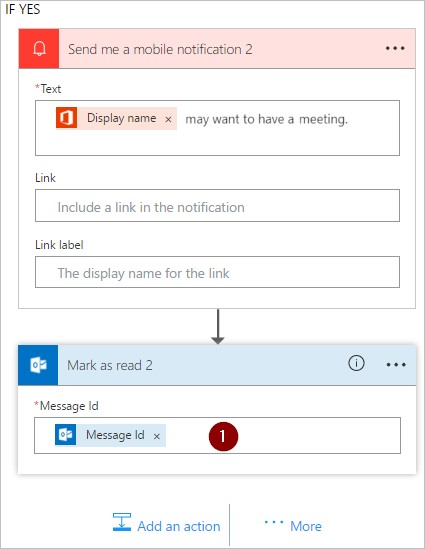 IF YES
Send me a mobile notification 2
*Text
Display name × may want to have a meeting.
Link
Include a link in the notification
Link label
The display name for the link
Mark as read 2
*Message Id
Message Id × 1
Add an action
More